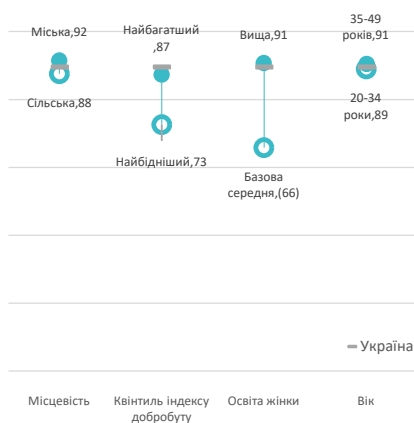 Міська,92
Найбагатший
,87
Вища,91
35-49
років,91
Сільська,88
Найбідніший,73
Базова
середня,(66)
20-34
роки,89
Україна
Місцевість
Квінтиль індексу
добробуту
Освіта жінки
Вік